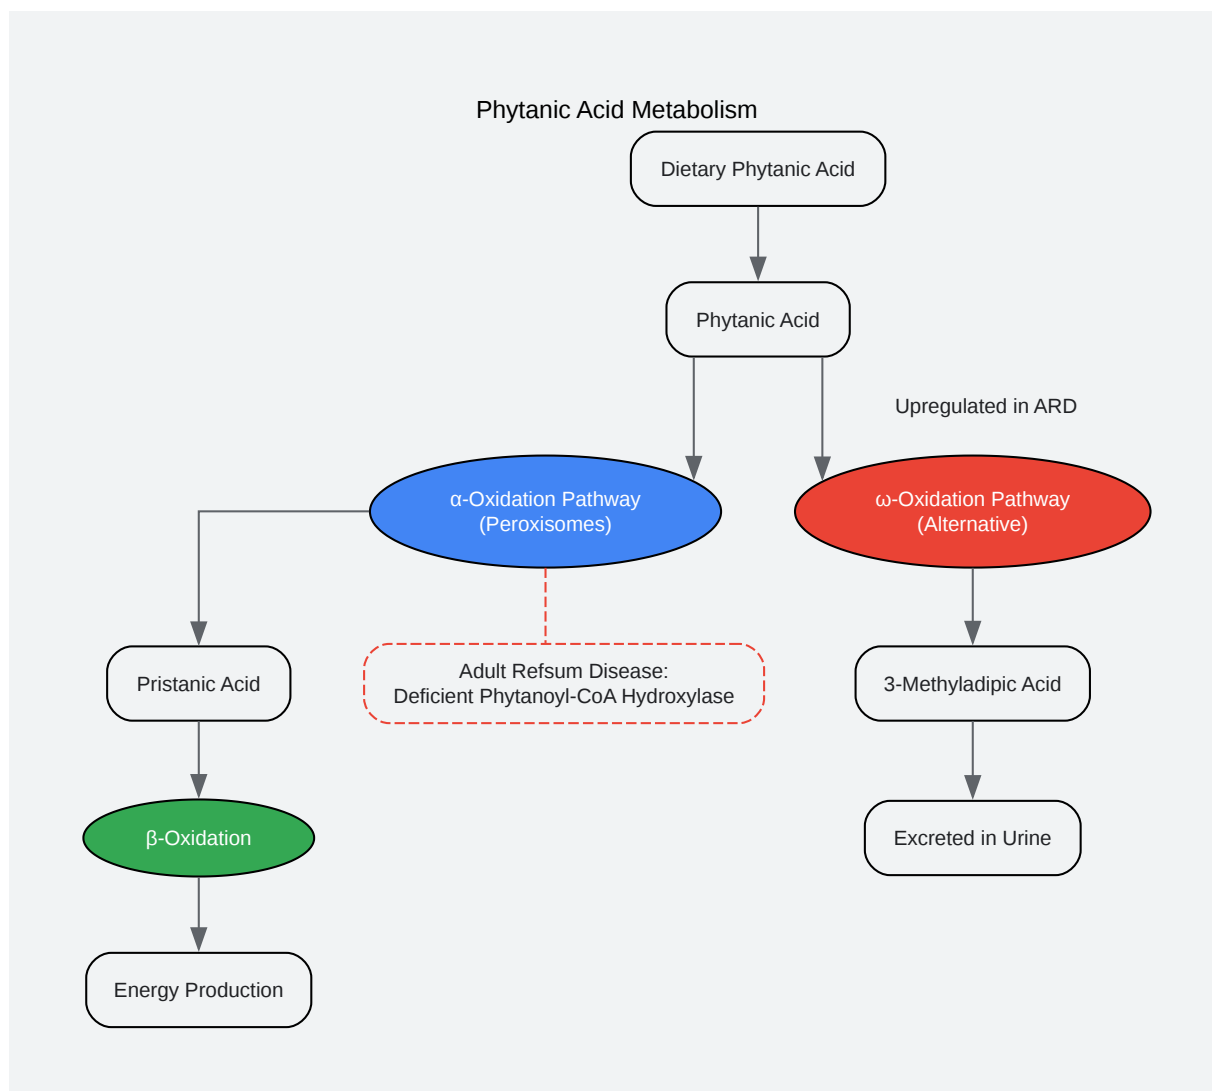 Phytanic Acid Metabolism
Dietary Phytanic Acid
Phytanic Acid
Upregulated in ARD
α-Oxidation Pathway
(Peroxisomes)
ω-Oxidation Pathway
(Alternative)
Pristanic Acid
Adult Refsum Disease:
Deficient Phytanoyl-CoA Hydroxylase
3-Methyladipic Acid
β-Oxidation
Excreted in Urine
Energy Production